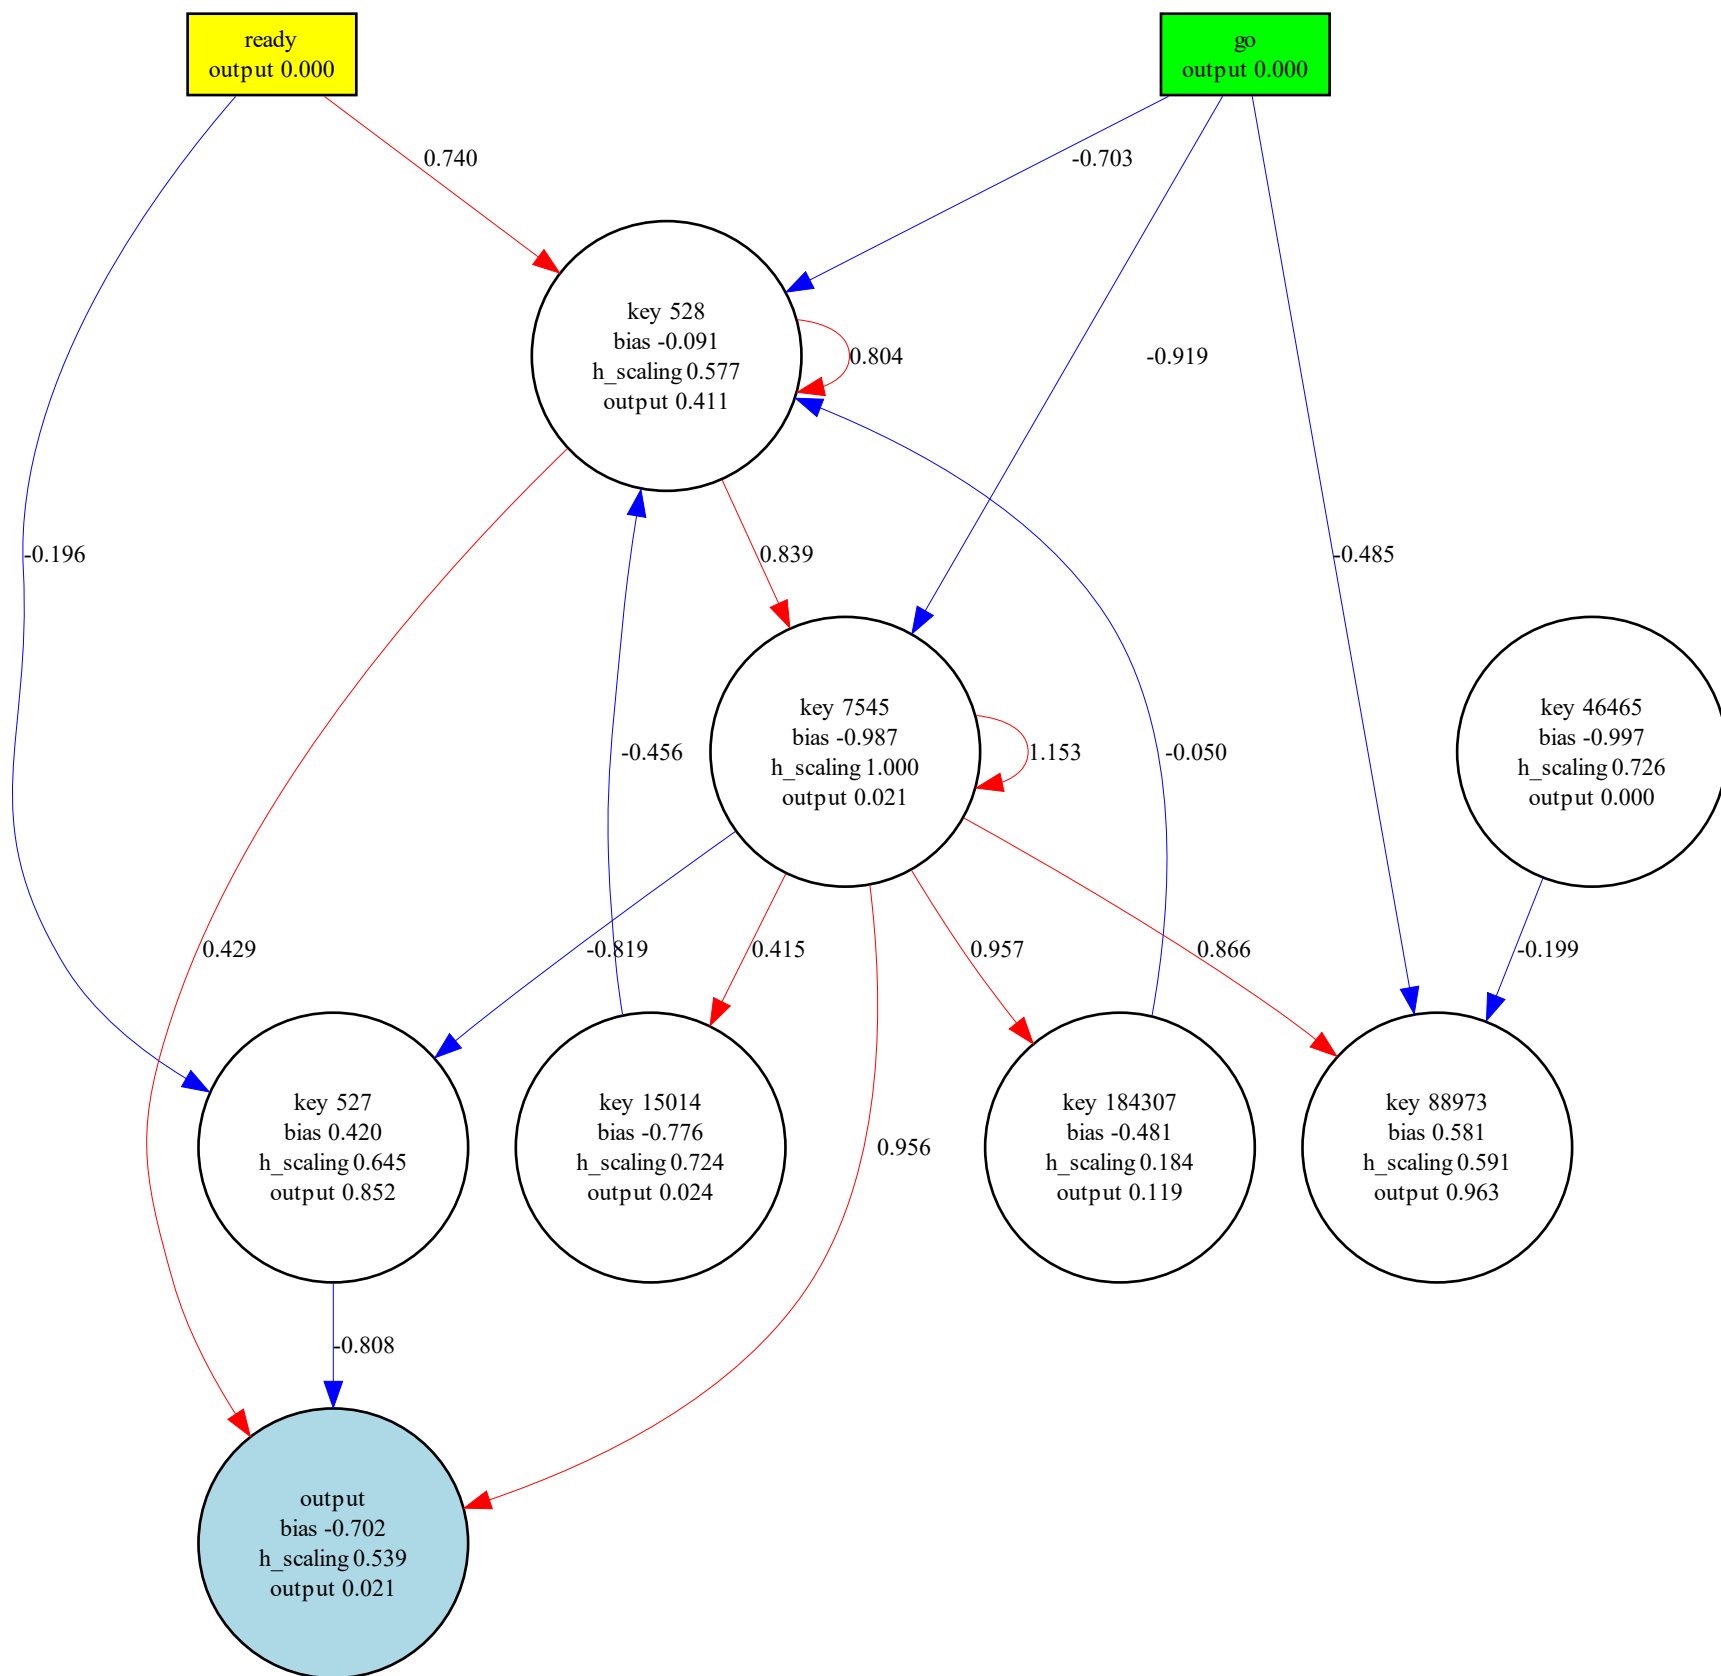 ready
output 0.000
go
output 0.000
0.740
-0.703
key 528
bias -0.091
h_scaling 0.577
output 0.411
0.804
-0.919
-0.196
0.839
-0.485
key 7545
bias -0.987
h_scaling 1.000
output 0.021
1.153
-0.456
-0.050
key 46465
bias -0.997
h_scaling 0.726
output 0.000
0.429
-0.819
0.415
0.957
0.866
-0.199
key 527
bias 0.420
h_scaling 0.645
output 0.852
key 15014
bias -0.776
h_scaling 0.724
output 0.024
0.956
key 184307
bias -0.481
h_scaling 0.184
output 0.119
key 88973
bias 0.581
h_scaling 0.591
output 0.963
-0.808
output
bias -0.702
h_scaling 0.539
output 0.021